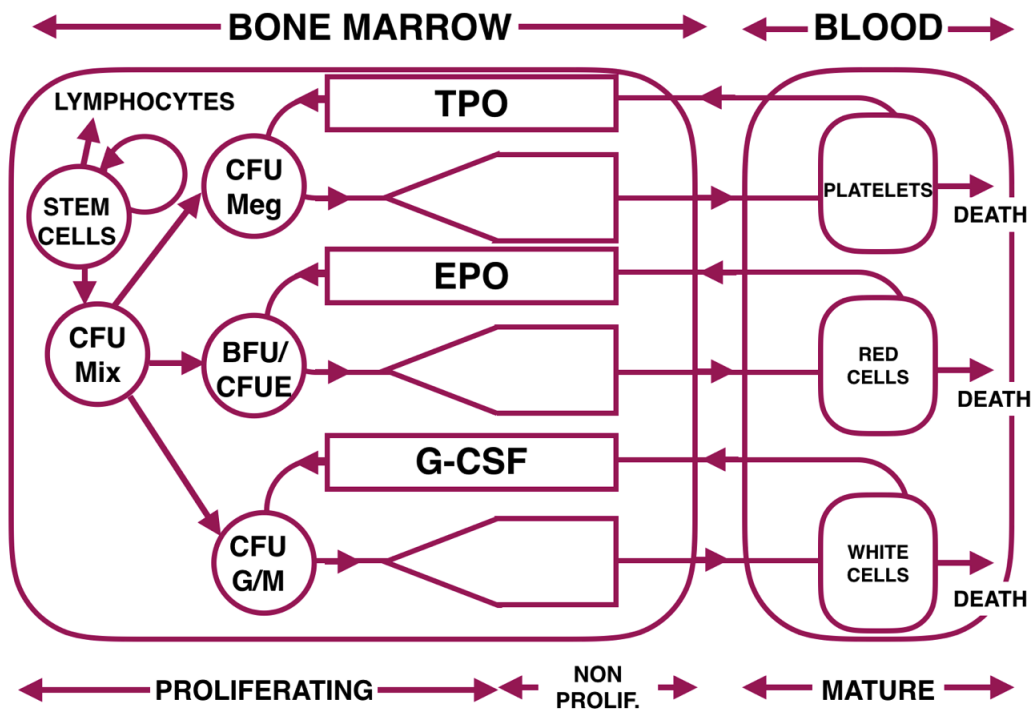 BONE MARROW
BLOOD
LYMPHOCYTES
TPO
CFU
Meg
STEM
CELLS
PLATELETS
DEATH
EPO
CFU
Mix
BFU/
CFUE
RED
CELLS
DEATH
G-CSF
CFU
G/M
WHITE
CELLS
DEATH
PROLIFERATING
NON
PROLIF.
MATURE